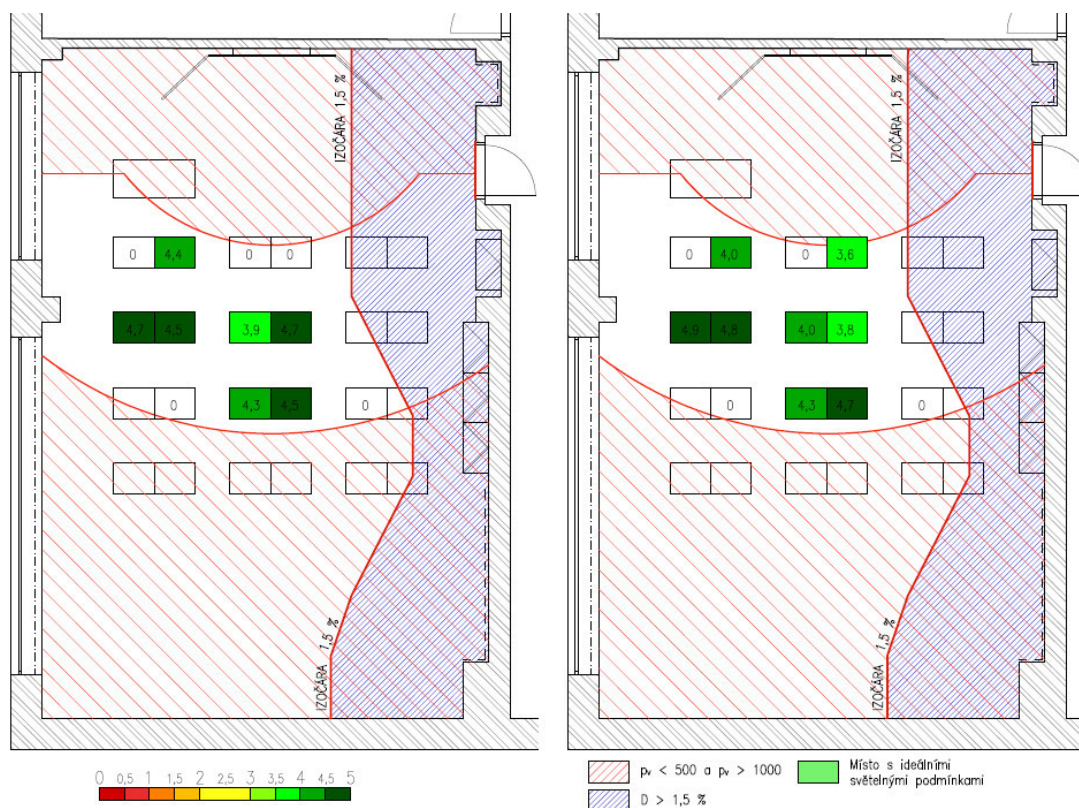 IZOČÁRA 1,5 %
0 4,4 0 0
4,7 4,5 3,9 4,7
0 4,3 4,5 0
IZOČÁRA 1,5 %
0 0,5 1 1,5 2 2,5 3 3,5 4 4,5 5
IZOČÁRA 1,5 %
0 4,0 0 3,6
4,9 4,8 4,0 3,8
0 4,3 4,7 0
IZOČÁRA 1,5 %
pv < 500 a pv > 1000
Místo s ideálními
světelnými podmínkami
D > 1,5 %